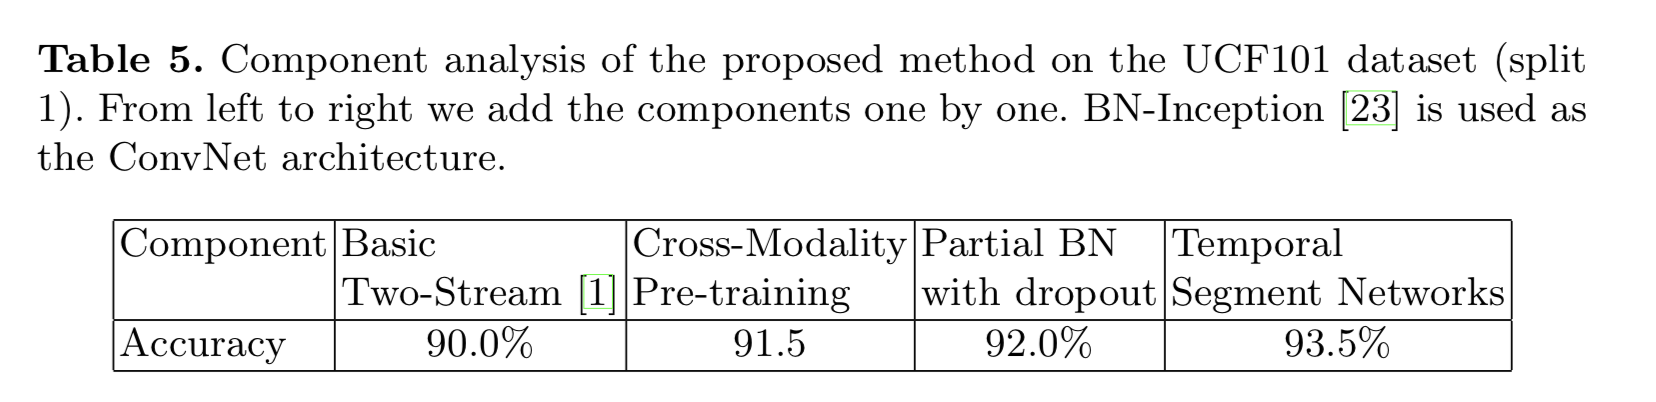 Table 5. Component analysis of the proposed method on the UCF101 dataset (split
1). From left to right we add the components one by one. BN-Inception [23] is used as
the ConvNet architecture.
Component Basic Cross-Modality Partial BN Temporal
Two-Stream [1] Pre-training with dropout Segment Networks
Accuracy 90.0% 91.5 92.0% 93.5%